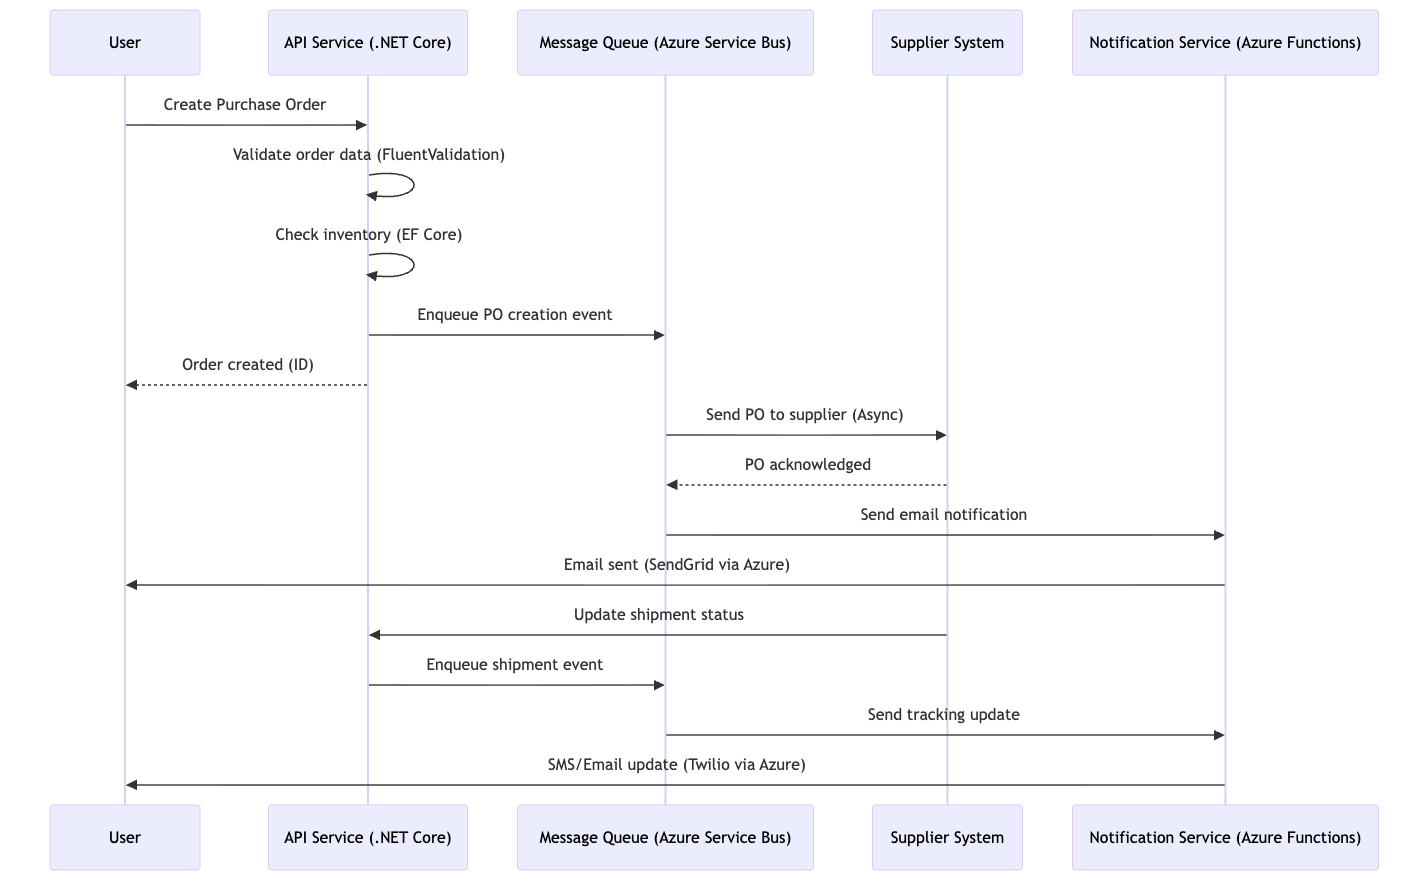 User
API Service (.NET Core)
Message Queue (Azure Service Bus)
Supplier System
Notification Service (Azure Functions)
Create Purchase Order
Validate order data (FluentValidation)
Check inventory (EF Core)
Enqueue PO creation event
Order created (ID)
Send PO to supplier (Async)
PO acknowledged
Send email notification
Email sent (SendGrid via Azure)
Update shipment status
Enqueue shipment event
Send tracking update
SMS/Email update (Twilio via Azure)
User
API Service (.NET Core)
Message Queue (Azure Service Bus)
Supplier System
Notification Service (Azure Functions)